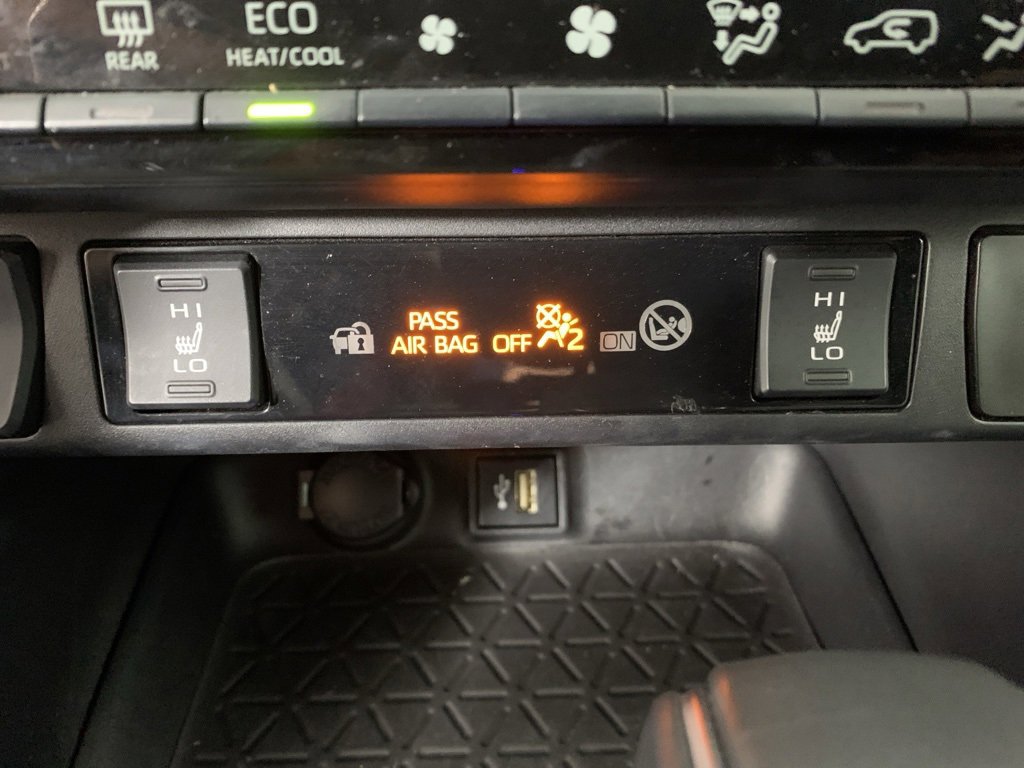 REAR
ECO
HEAT/COOL
HI
LO
PASS
AIR BAG OFF 2
ON
HI
LO